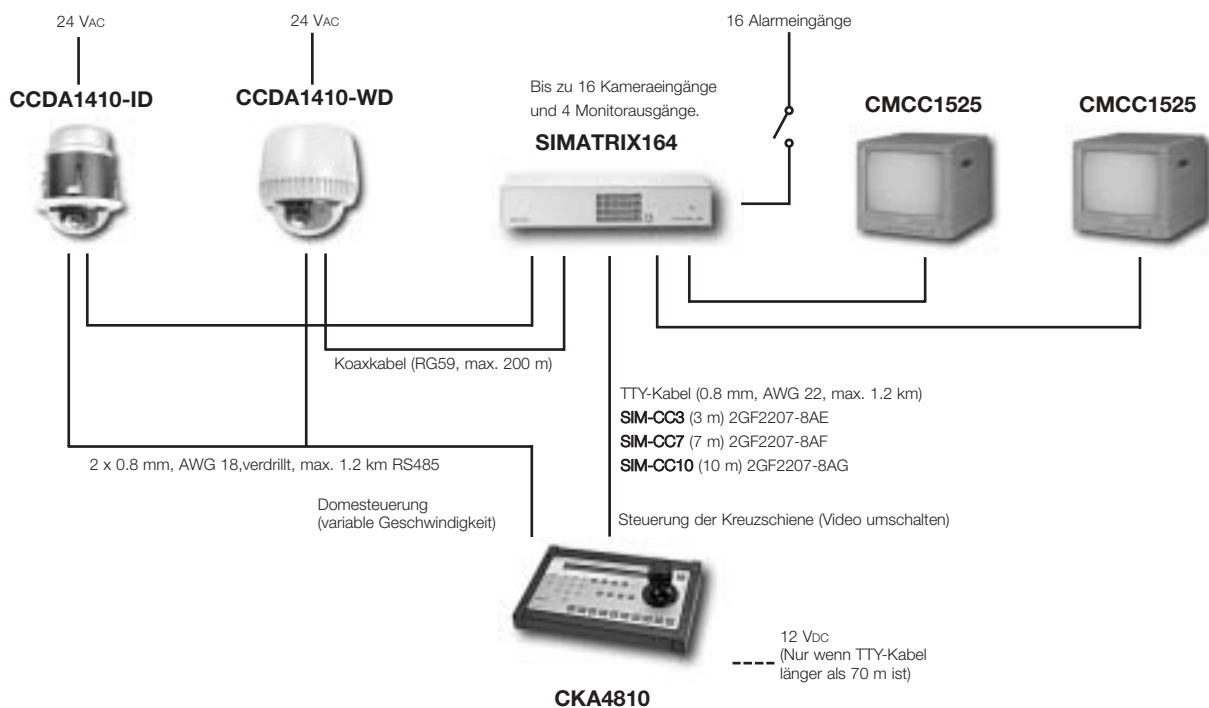 24 VAC
24 VAC
16 Alarmeingänge
CCDA1410-ID
CCDA1410-WD
Bis zu 16 Kameraeingänge
und 4 Monitorausgänge.
SIMATRIX164
CMCC1525
CMCC1525
Koaxkabel (RG59, max. 200 m)
TTY-Kabel (0.8 mm, AWG 22, max. 1.2 km)
SIM-CC3 (3 m) 2GF2207-8AE
SIM-CC7 (7 m) 2GF2207-8AF
SIM-CC10 (10 m) 2GF2207-8AG
2 x 0.8 mm, AWG 18,verdrillt, max. 1.2 km RS485
Domesteuerung
(variable Geschwindigkeit)
Steuerung der Kreuzschiene (Video umschalten)
12 VDC
(Nur wenn TTY-Kabel
länger als 70 m ist)
CKA4810